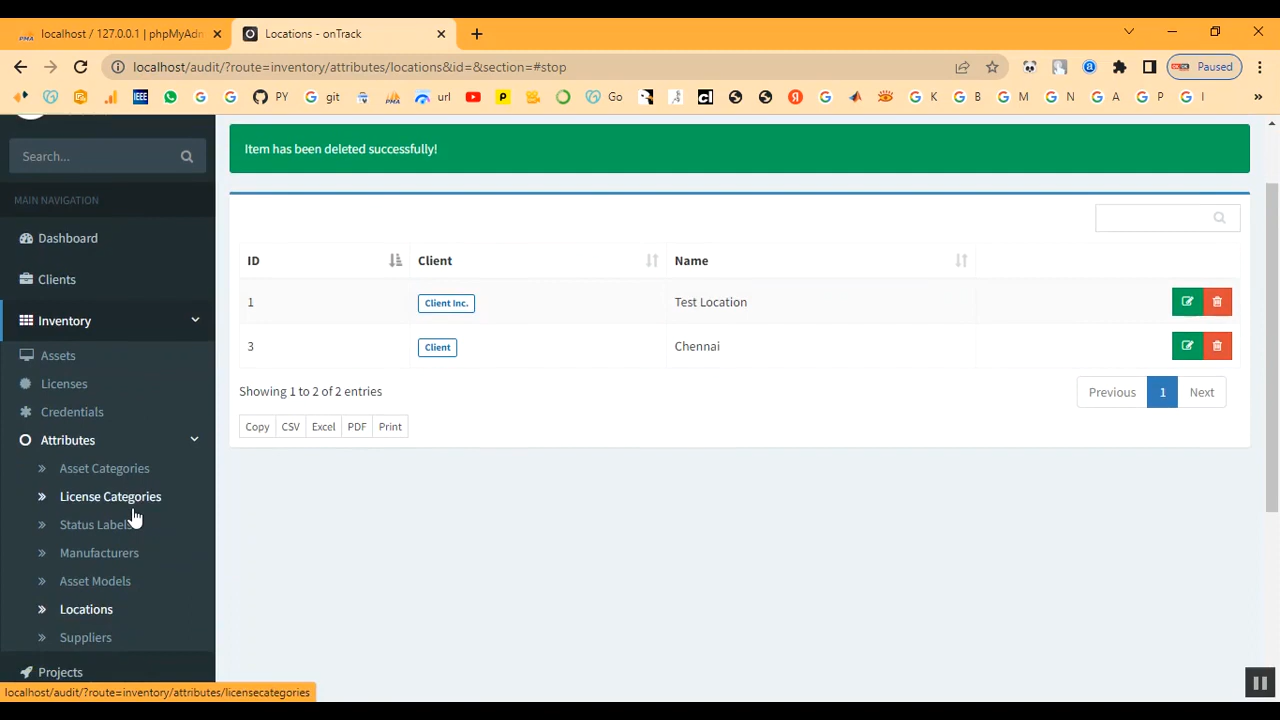 localhost / 127.0.0.1 | phpMyAdn
Locations - onTrack
localhost/audit/?route=inventory/attributes/locations&id=&section=#stop
Paused
IEEE PY git PMA url P Go K B M N A P I »
Search...
Item has been deleted successfully!
MAIN NAVIGATION
Dashboard
Clients
Inventory
Assets
Licenses
Credentials
Attributes
Asset Categories
License Categories
Status Labels
Manufacturers
Asset Models
Locations
Suppliers
Projects
ID Client Name
1 Client Inc. Test Location
3 Client Chennai
Showing 1 to 2 of 2 entries
Previous 1 Next
Copy CSV Excel PDF Print
localhost/audit/?route=inventory/attributes/licensecategories